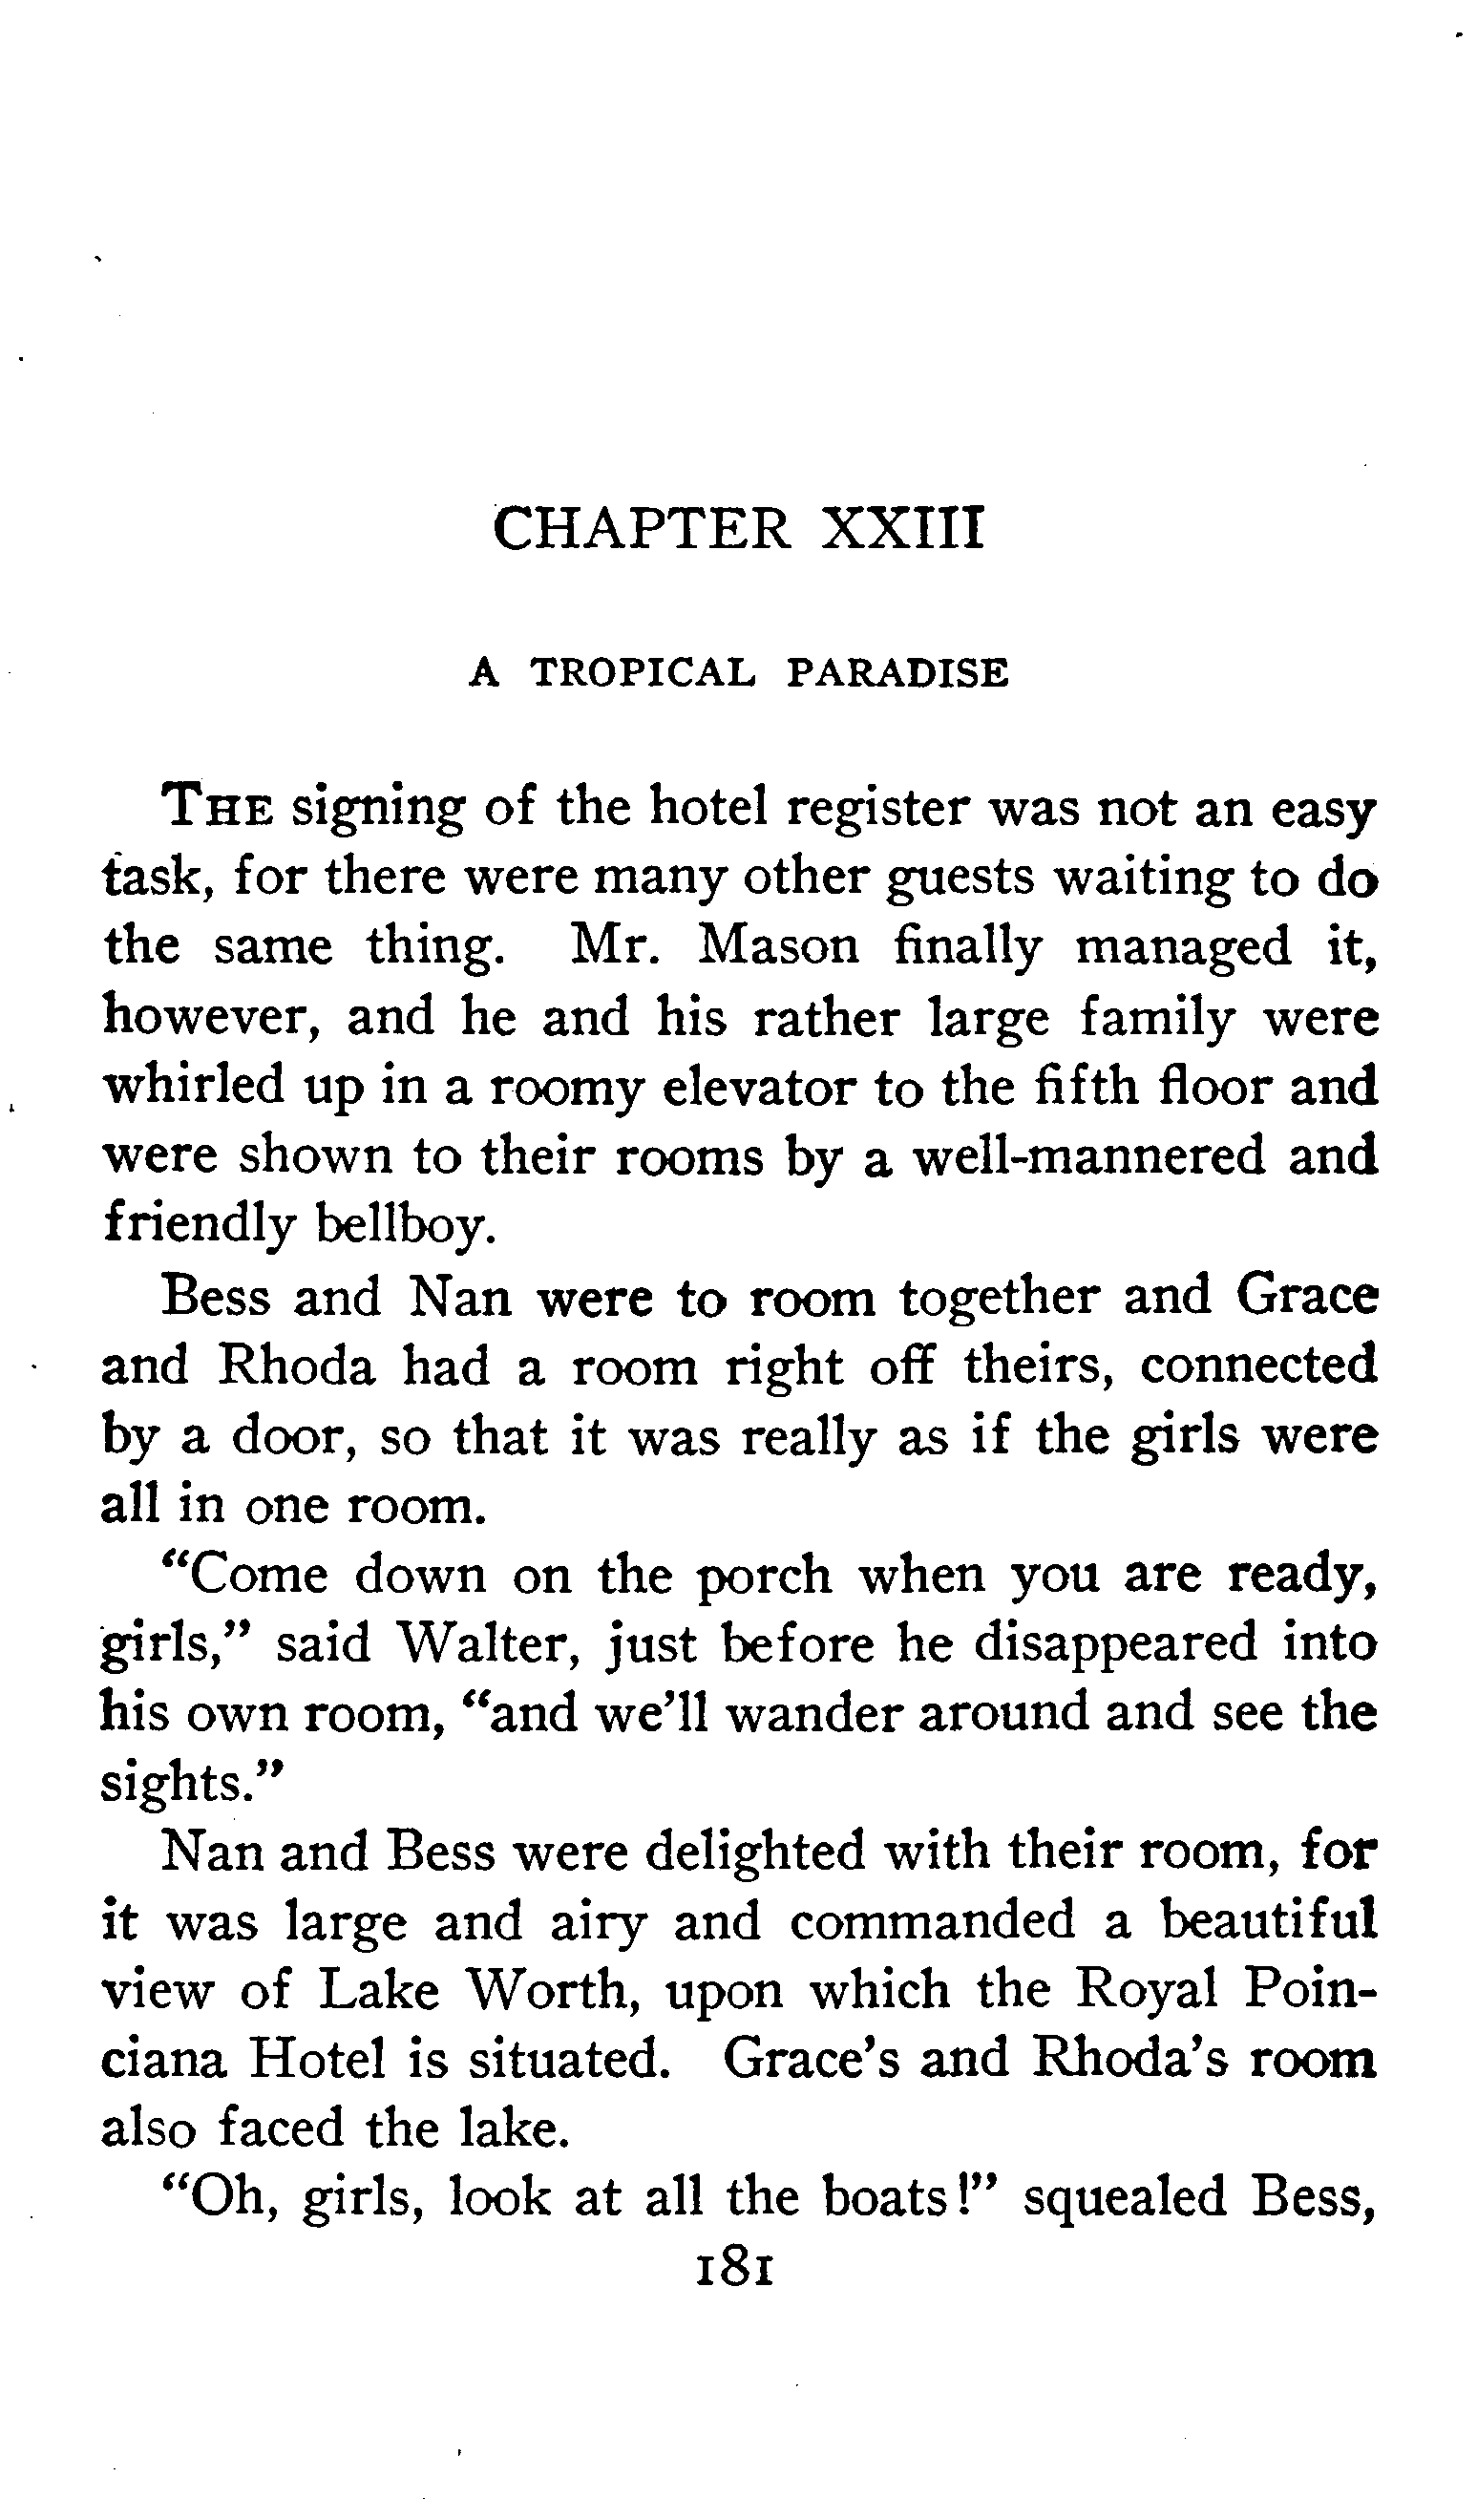 CHAPTER XXIII
A TROPICAL PARADISE
THE signing of the hotel register was not an easy
task, for there were many other guests waiting to do
the same thing. Mr. Mason finally managed it,
however, and he and his rather large family were
whirled up in a roomy elevator to the fifth floor and
were shown to their rooms by a well-mannered and
friendly bellboy.
Bess and Nan were to room together and Grace
and Rhoda had a room right off theirs, connected
by a door, so that it was really as if the girls were
all in one room.
“Come down on the porch when you are ready,
girls,” said Walter, just before he disappeared into
his own room, “and we’ll wander around and see the
sights.”
Nan and Bess were delighted with their room, for
it was large and airy and commanded a beautiful
view of Lake Worth, upon which the Royal Poin-
ciana Hotel is situated. Grace’s and Rhoda’s room
also faced the lake.
“Oh, girls, look at all the boats!” squealed Bess,
181